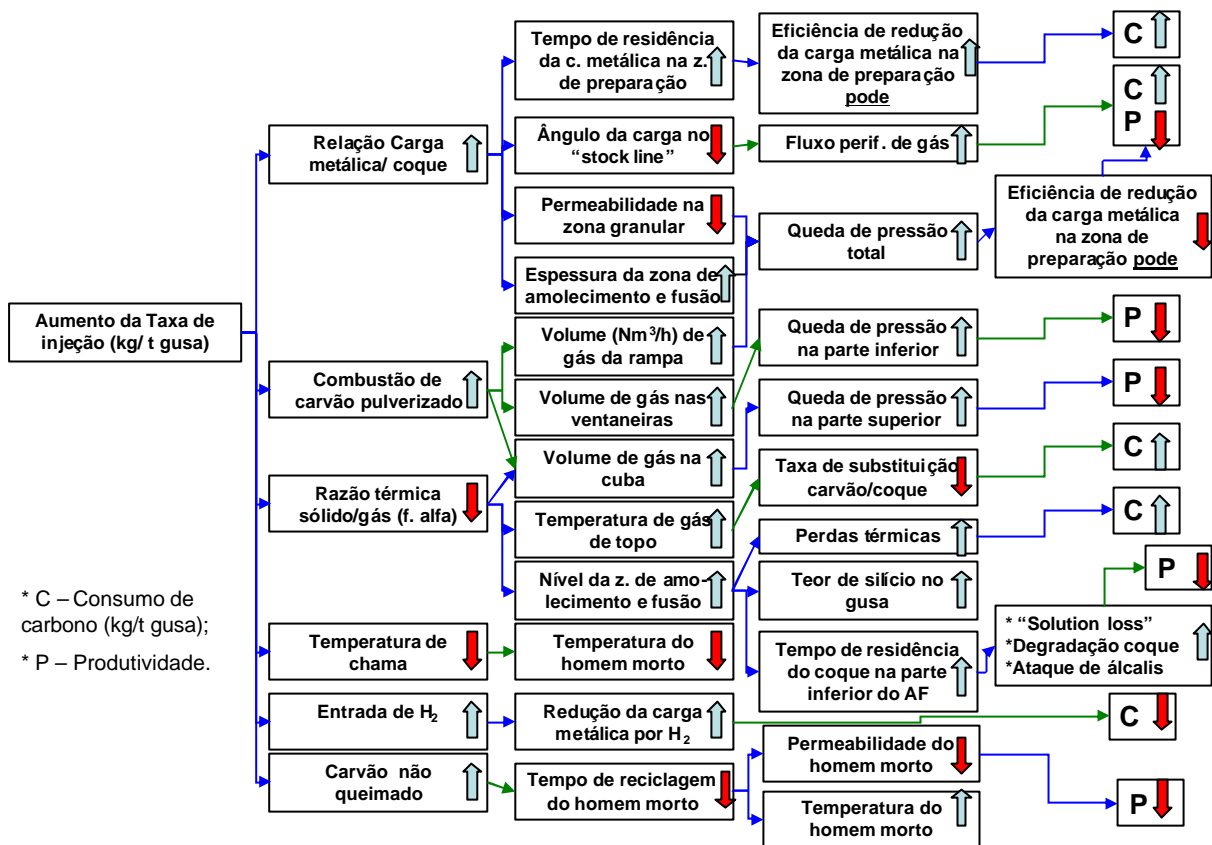 Aumento da Taxa de
injeção (kg/ t gusa)
* C – Consumo de
carbono (kg/t gusa);
* P – Produtividade.
Relação Carga
metálica/ coque
Combustão de
carvão pulverizado
Razão térmica
sólido/gás (f. alfa)
Temperatura de
chama
Entrada de H2
Carvão não
queimado
Tempo de residência
da c. metálica na z.
de preparação
Ângulo da carga no
“stock line”
Permeabilidade na
zona granular
Espessura da zona de
amolecimento e fusão
Volume (Nm3/h) de
gás da rampa
Volume de gás nas
ventaneiras
Volume de gás na
cuba
Temperatura de gás
de topo
Nível da z. de amo-
lecimento e fusão
Temperatura do
homem morto
Redução da carga
metálica por H2
Tempo de reciclagem
do homem morto
Eficiência de redução
da carga metálica na
zona de preparação
pode
Fluxo perif. de gás
Queda de pressão
total
Queda de pressão
na parte inferior
Queda de pressão
na parte superior
Taxa de substituição
carvão/coque
Perdas térmicas
Teor de silício no
gusa
Tempo de residência
do coque na parte
inferior do AF
Permeabilidade do
homem morto
Temperatura do
homem morto
C
C
P
Eficiência de redução
da carga metálica
na zona de
preparação pode
P
P
C
C
P
* “Solution loss”
*Degradação coque
*Ataque de álcalis
C
P